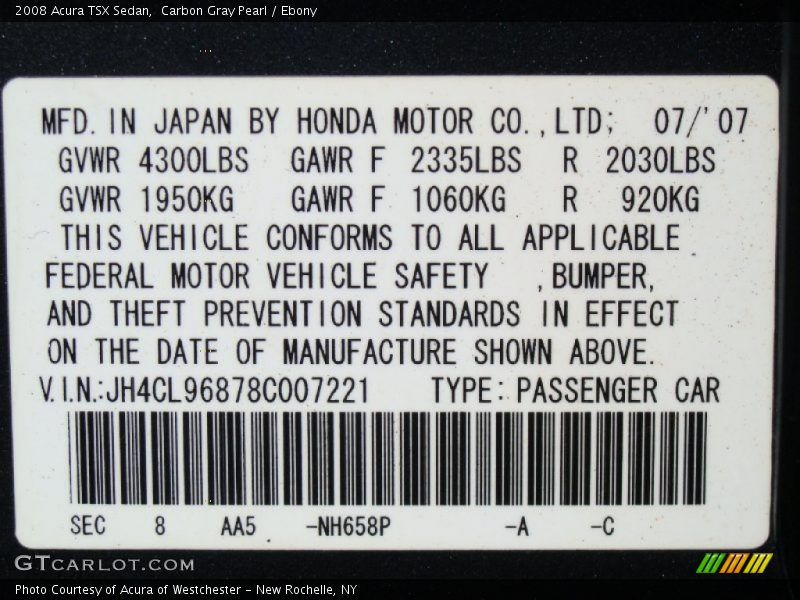 2008 Acura TSX Sedan,  Carbon Gray Pearl / Ebony
MFD. IN JAPAN BY HONDA MOTOR CO.,LTD; 07/'07
GVWR 4300LBS GAWR F 2335LBS R 2030LBS
GVWR 1950KG GAWR F 1060KG R 920KG
THIS VEHICLE CONFORMS TO ALL APPLICABLE
FEDERAL MOTOR VEHICLE SAFETY ,BUMPER,
AND THEFT PREVENTION STANDARDS IN EFFECT
ON THE DATE OF MANUFACTURE SHOWN ABOVE.
V.I.N.:JH4CL96878C007221 TYPE: PASSENGER CAR
SEC 8 AA5 -NH658P -A -C
GTCARLOT.COM
Photo Courtesy of Acura of Westchester - New Rochelle, NY